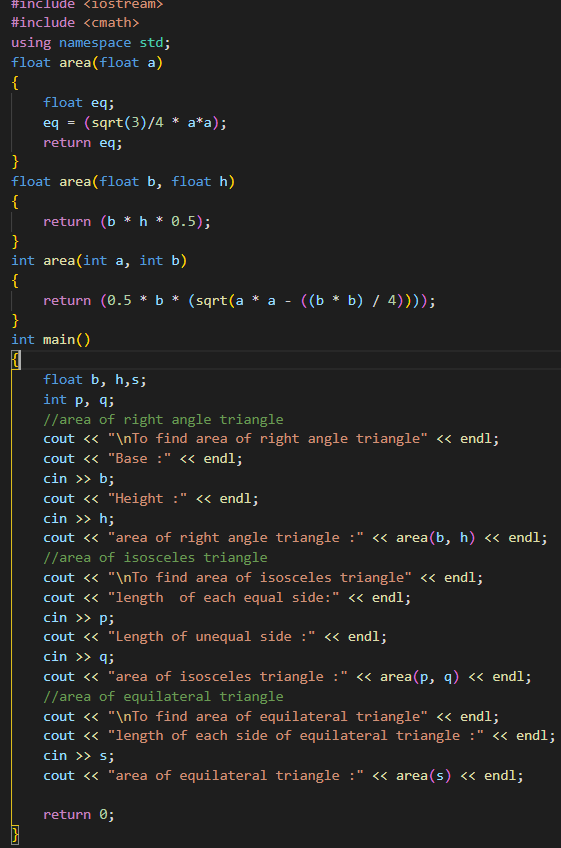 #include <iostream>
#include <cmath>
using namespace std;
float area(float a)
{
    float eq;
    eq = (sqrt(3)/4 * a*a);
    return eq;
}
float area(float b, float h)
{
    return (b * h * 0.5);
}
int area(int a, int b)
{
    return (0.5 * b * (sqrt(a * a - ((b * b) / 4))));
}
int main()
{
    float b, h,s;
    int p, q;
    //area of right angle triangle
    cout << "\nTo find area of right angle triangle" << endl;
    cout << "Base :" << endl;
    cin >> b;
    cout << "Height :" << endl;
    cin >> h;
    cout << "area of right angle triangle :" << area(b, h) << endl;
    //area of isosceles triangle
    cout << "\nTo find area of isosceles triangle" << endl;
    cout << "length  of each equal side:" << endl;
    cin >> p;
    cout << "Length of unequal side :" << endl;
    cin >> q;
    cout << "area of isosceles triangle :" << area(p, q) << endl;
    //area of equilateral triangle
    cout << "\nTo find area of equilateral triangle" << endl;
    cout << "length of each side of equilateral triangle :" << endl;
    cin >> s;
    cout << "area of equilateral triangle :" << area(s) << endl;

    return 0;
}